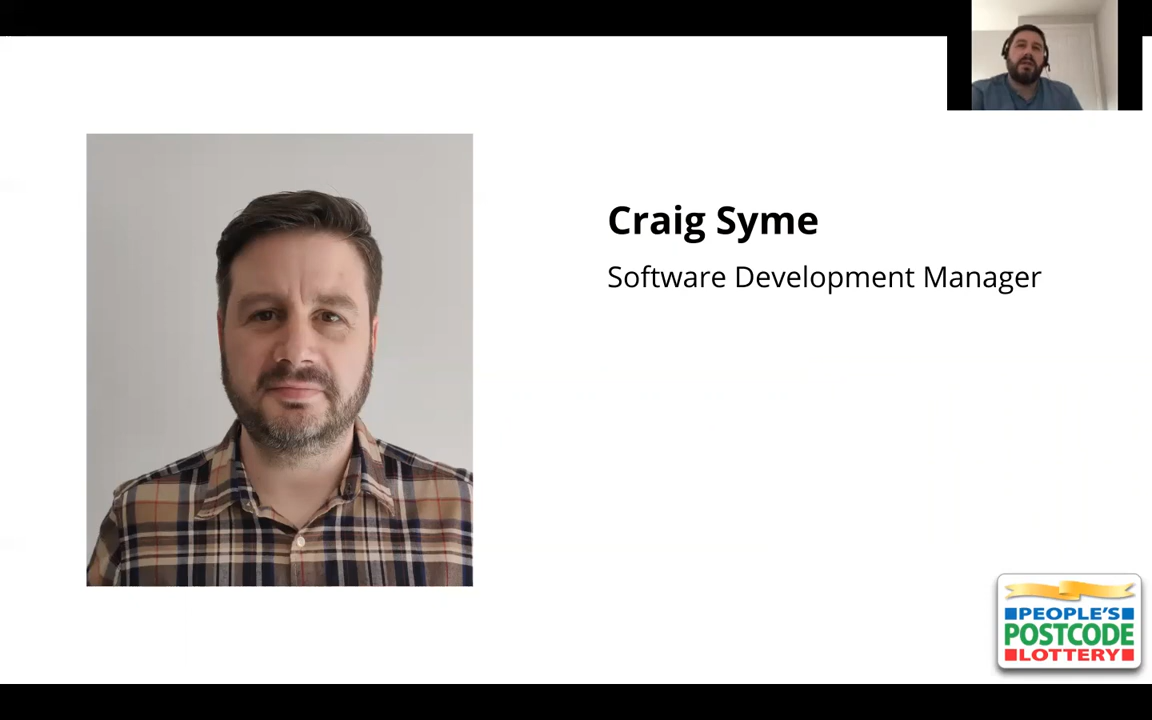 Craig Syme
Software Development Manager
PEOPLE'S
POSTCODE
LOTTERY